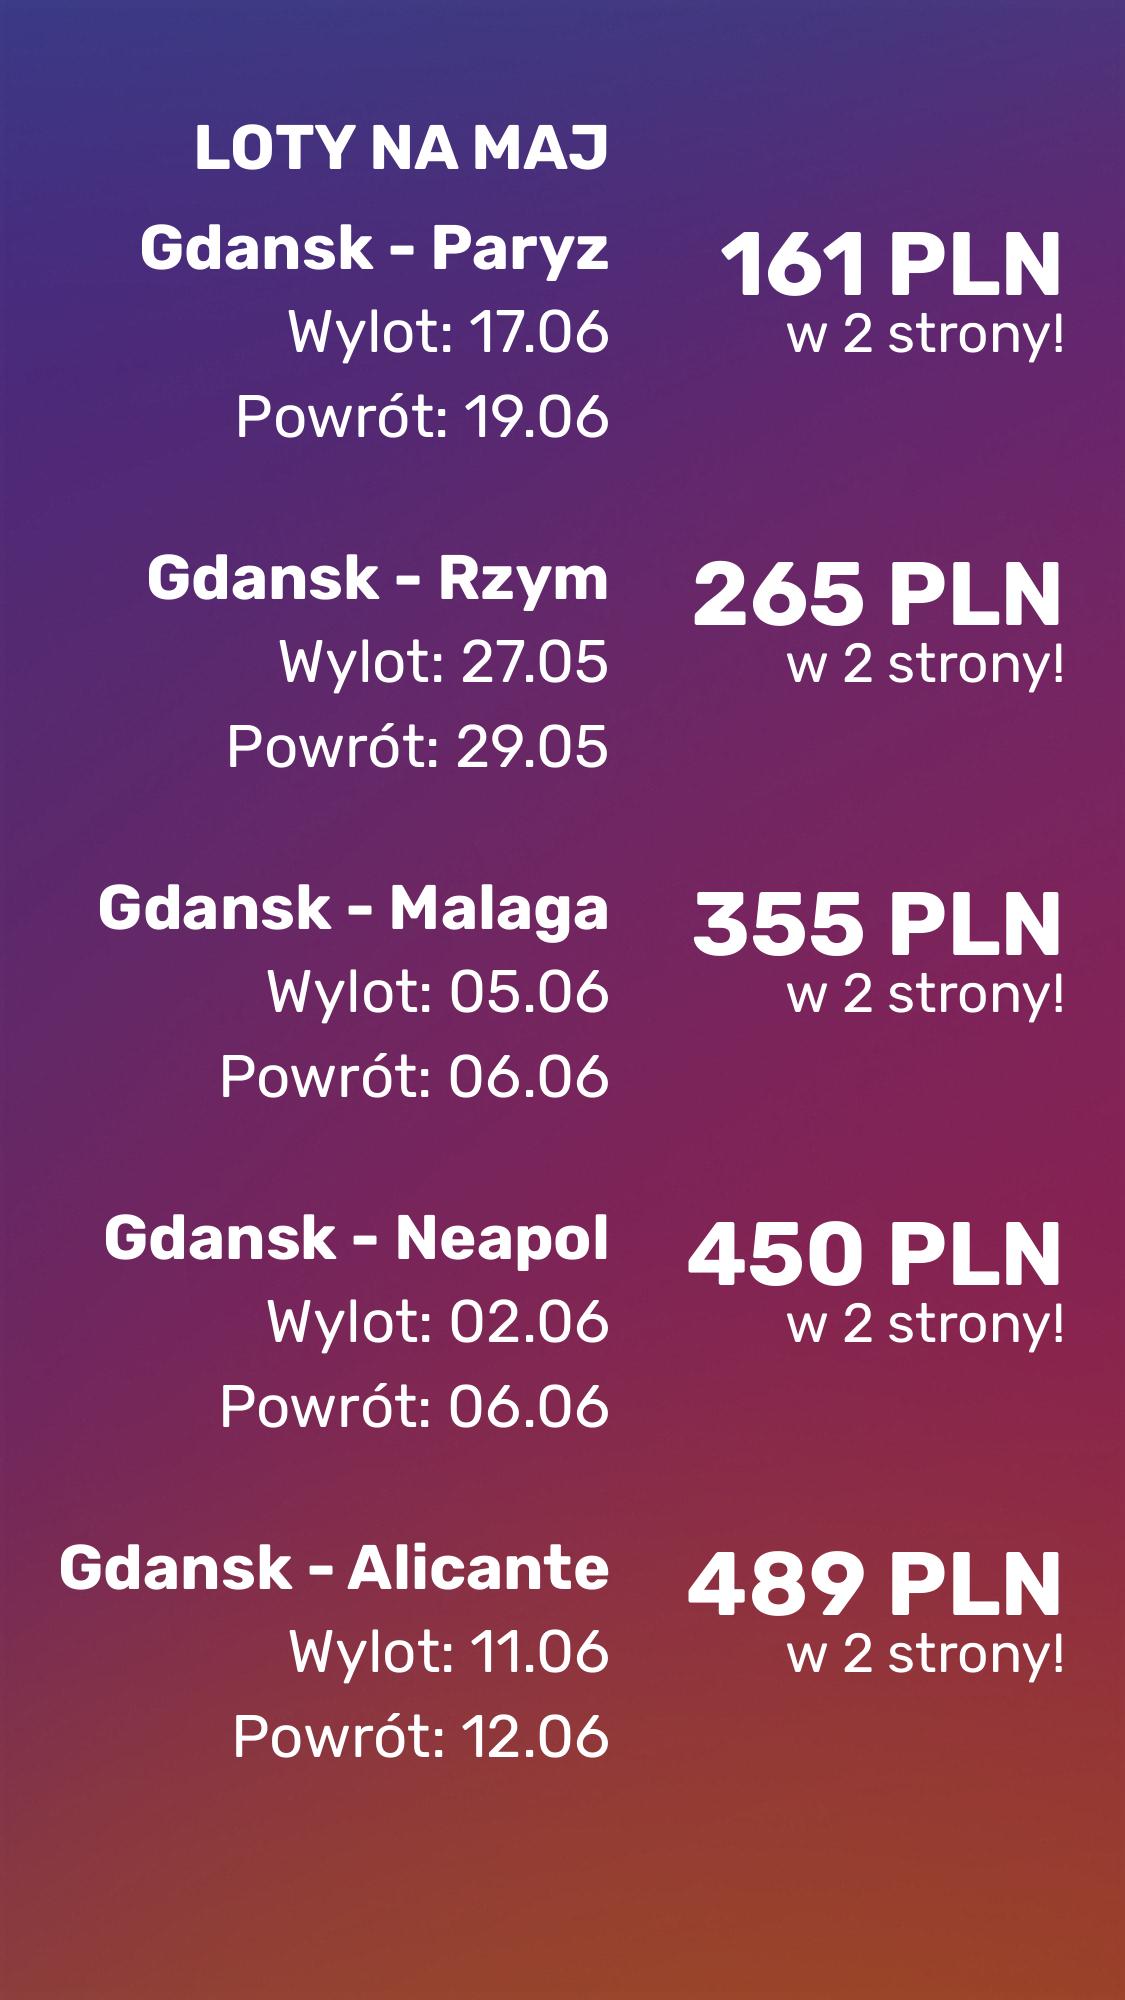 LOTY NA MAJ
Gdansk - Paryz
Wylot: 17.06
Powrót: 19.06
161 PLN
w 2 strony!
Gdansk - Rzym
Wylot: 27.05
Powrót: 29.05
265 PLN
w 2 strony!
Gdansk - Malaga
Wylot: 05.06
Powrót: 06.06
355 PLN
w 2 strony!
Gdansk - Neapol
Wylot: 02.06
Powrót: 06.06
450 PLN
w 2 strony!
Gdansk - Alicante
Wylot: 11.06
Powrót: 12.06
489 PLN
w 2 strony!